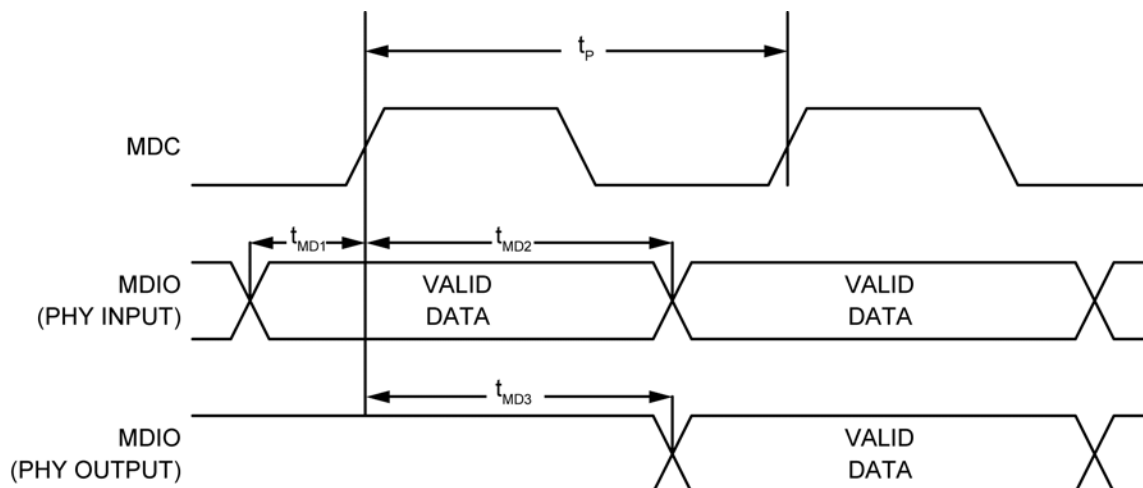 tP
MDC
tMD1
tMD2
MDIO
(PHY INPUT)
VALID
DATA
VALID
DATA
tMD3
MDIO
(PHY OUTPUT)
VALID
DATA